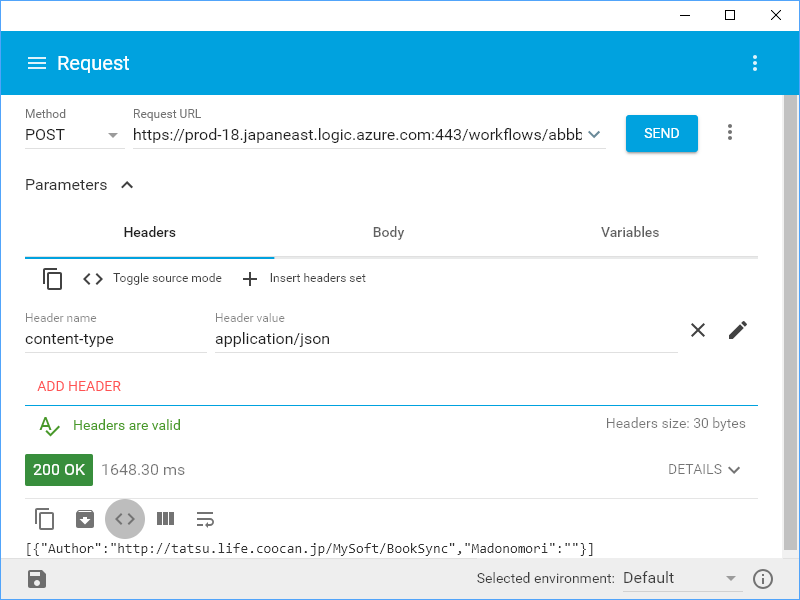 Request
Method
Request URL
POST
https://prod-18.japaneast.logic.azure.com:443/workflows/abbb
SEND
Parameters
Headers
Body
Variables
Toggle source mode
Insert headers set
Header name
Header value
content-type
application/json
ADD HEADER
Headers are valid
Headers size: 30 bytes
200 OK
1648.30 ms
DETAILS
[{"Author":"http://tatsu.life.coocan.jp/MySoft/BookSync","Madonomori":""}]
Selected environment:
Default